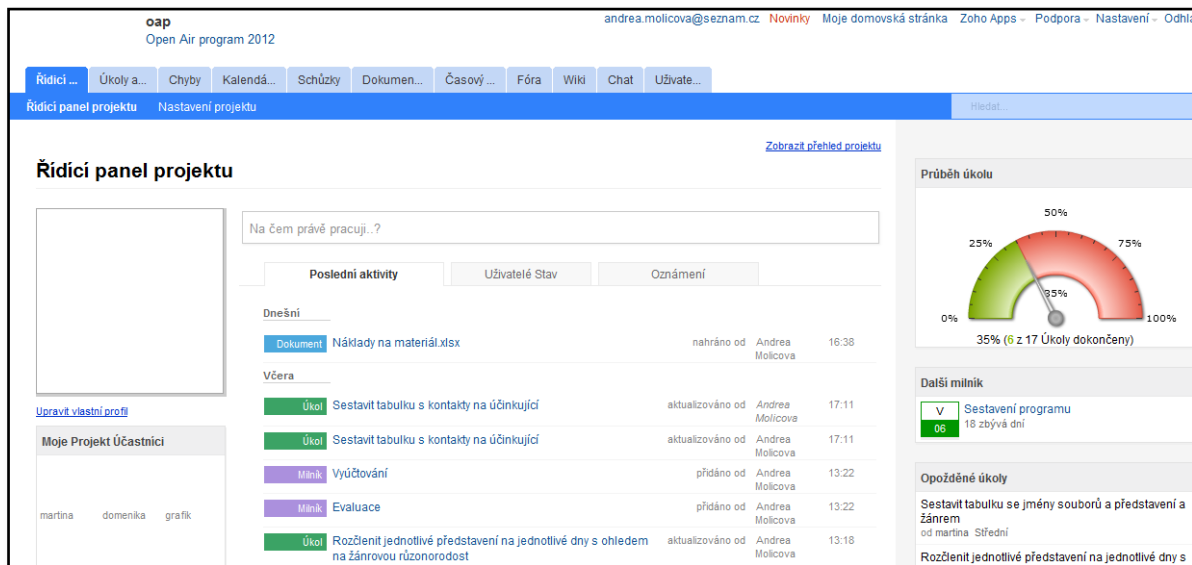 oap
Open Air program 2012
andrea.molicova@seznam.cz Novinky Moje domovská stránka Zoho Apps Podpora Nastavení Odhlá
Řídicí ... Úkoly a... Chyby Kalendá... Schůzky Dokumen... Časový ... Fóra Wiki Chat Uživate...
Řidicí panel projektu Nastavení projektu
Hledat...
Zobrazit přehled projektu
Řídící panel projektu
Na čem právě pracuji..?
Poslední aktivity Uživatelé Stav Oznámení
Dnešní
Dokument Náklady na materiál.xlsx nahráno od Andrea Molicova 16:38
Včera
Úkol Sestavit tabulku s kontakty na účinkující aktualizováno od Andrea Molicova 17:11
Úkol Sestavit tabulku s kontakty na účinkující aktualizováno od Andrea Molicova 17:11
Milník Vyúčtování přidáno od Andrea Molicova 13:22
Milník Evaluace přidáno od Andrea Molicova 13:22
Úkol Rozčlenit jednotlivé představení na jednotlivé dny s ohledem aktualizováno od Andrea Molicova 13:18
na žánrovou různorodost
Upravit vlastní profil
Moje Projekt Účastnici
martina domenika grafik
Průběh úkolu
50%
25% 75%
35%
0% 100%
35% (6 z 17 Úkoly dokončeny)
Další milník
V Sestavení programu
06 18 zbývá dní
Opožděné úkoly
Sestavit tabulku se jmény souborů a představení a
žánrem
od martina Střední
Rozčlenit jednotlivé představení na jednotlivé dny s